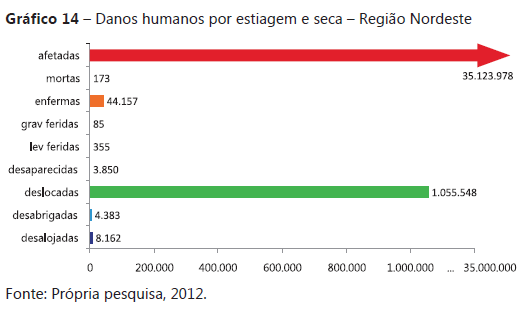 Gráfico 14 – Danos humanos por estiagem e seca – Região Nordeste
afetadas
35.123.978
mortas 173
enfermas 44.157
grav feridas 85
lev feridas 355
desaparecidas 3.850
deslocadas 1.055.548
desabrigadas 4.383
desalojadas 8.162
0 200.000 400.000 600.000 800.000 1.000.000 ... 35.000.000
Fonte: Própria pesquisa, 2012.